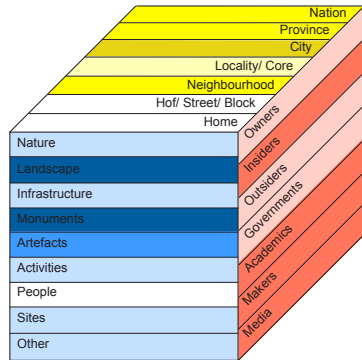 Nation
Province
City
Locality/ Core
Neighbourhood
Hof/ Street/ Block
Home
Nature
Landscape
Infrastructure
Monuments
Artefacts
Activities
People
Sites
Other
Owners
Insiders
Outsiders
Governments
Academics
Makers
Media